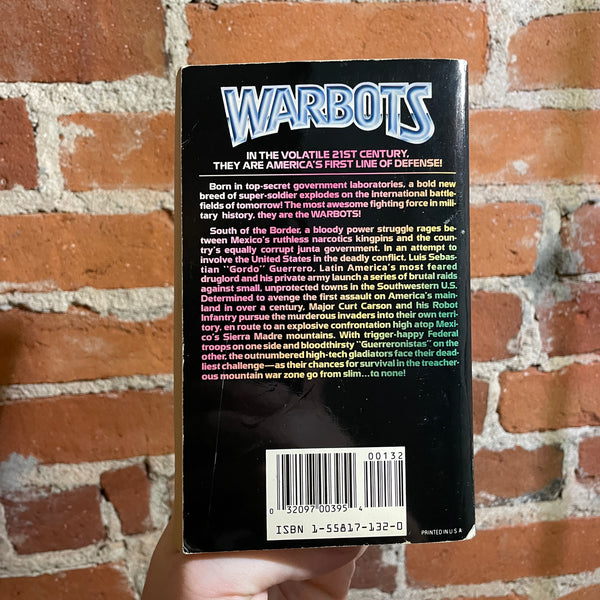 WARBOTS
IN THE VOLATILE 21ST CENTURY,
THEY ARE AMERICA'S FIRST LINE OF DEFENSE!
Born in top-secret government laboratories, a bold new
breed of super-soldier explodes on the international battle-
fields of tomorrow! The most awesome fighting force in mili
tary history, they are the WARBOTS!
South of the Border, a bloody power struggle rages be-
tween Mexico's ruthless narcotics kingpins and the coun-
try's equally corrupt junta government. In an attempt to
involve the United States in the deadly conflict, Luis Sebas-
tian "Gordo" Guerrero, Latin America's most feared
druglord and his private army launch a series of brutal raids
against small, unprotected towns in the Southwestern U.S.
Determined to avenge the first assault on America's main-
land in over a century, Major Curt Carson and his Robot
Infantry pursue the murderous invaders into their own terri-
tory, en route to an explosive confrontation high atop Mexi-
co's Sierra Madre mountains. With trigger-happy Federal
troops on one side and bloodthirsty "Guerreronistas" on the
other, the outnumbered high-tech gladiators face their dead-
liest challenge—as their chances for survival in the treacher-
ous mountain war zone go from slim...to none!
00132
0 32097 00395 4
ISBN 1-55817-132-0
PRINTED IN U S A